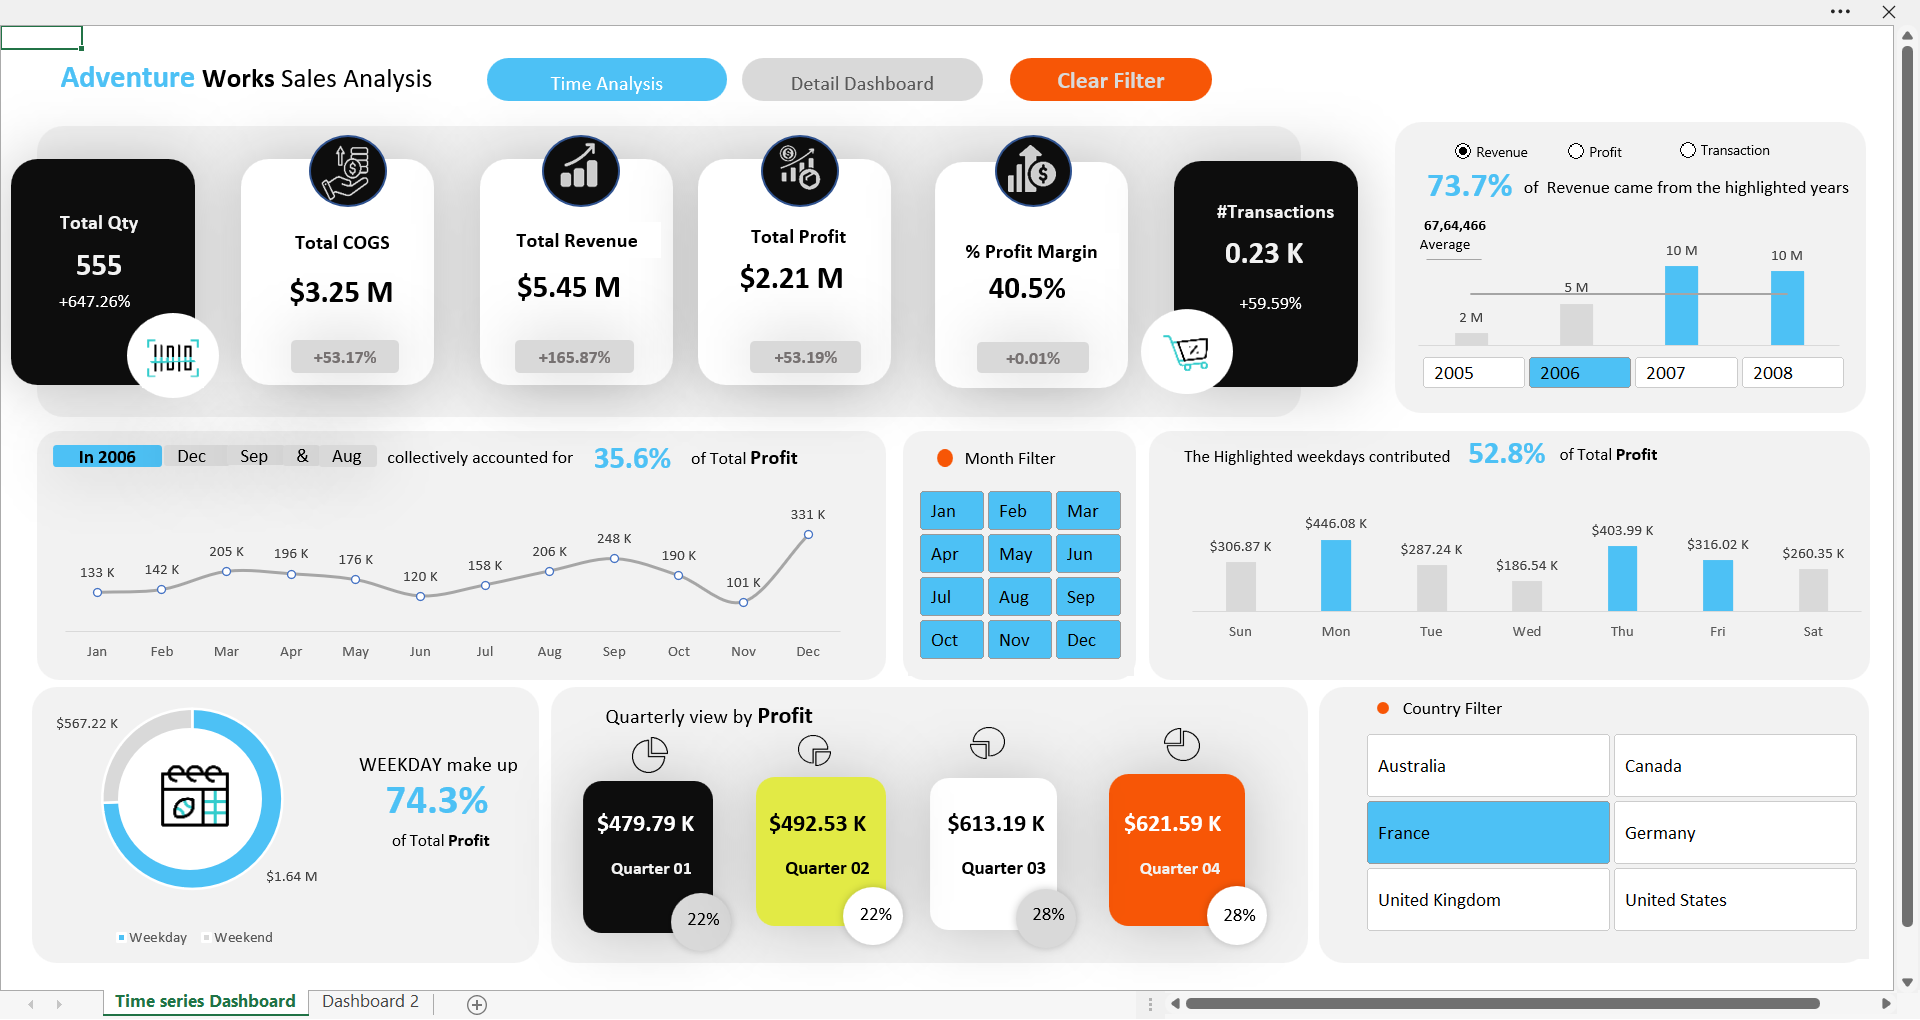 Adventure Works Sales Analysis
Time Analysis
Detail Dashboard
Clear Filter
Total Qty
555
+647.26%
Total COGS
$3.25 M
+53.17%
Total Revenue
$5.45 M
+165.87%
Total Profit
$2.21 M
+53.19%
% Profit Margin
40.5%
+0.01%
#Transactions
0.23 K
+59.59%
Revenue
Profit
Transaction
73.7% of Revenue came from the highlighted years
67,64,466
Average
2 M
5 M
10 M
10 M
2005
2006
2007
2008
In 2006 Dec Sep & Aug collectively accounted for 35.6% of Total Profit
133 K
142 K
205 K
196 K
176 K
120 K
158 K
206 K
248 K
190 K
101 K
331 K
Jan
Feb
Mar
Apr
May
Jun
Jul
Aug
Sep
Oct
Nov
Dec
Month Filter
Jan
Feb
Mar
Apr
May
Jun
Jul
Aug
Sep
Oct
Nov
Dec
The Highlighted weekdays contributed 52.8% of Total Profit
$306.87 K
$446.08 K
$287.24 K
$186.54 K
$403.99 K
$316.02 K
$260.35 K
Sun
Mon
Tue
Wed
Thu
Fri
Sat
$567.22 K
$1.64 M
Weekday
Weekend
WEEKDAY make up
74.3%
of Total Profit
Quarterly view by Profit
$479.79 K
Quarter 01
22%
$492.53 K
Quarter 02
22%
$613.19 K
Quarter 03
28%
$621.59 K
Quarter 04
28%
Country Filter
Australia
Canada
France
Germany
United Kingdom
United States
Time series Dashboard
Dashboard 2